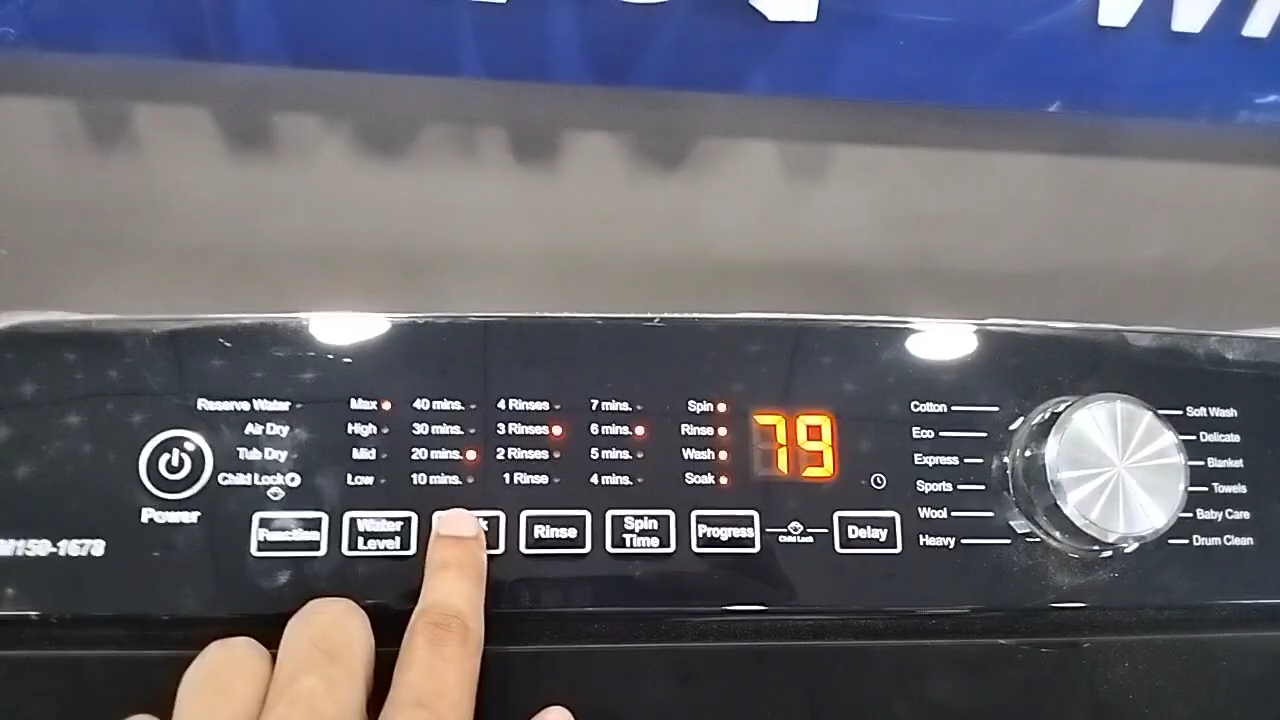 Reserve Water
Air Dry
Tub Dry
Child Lock
Power
M150-1678
Max
High
Mid
Low
40 mins.
30 mins.
20 mins.
10 mins.
4 Rinses
3 Rinses
2 Rinses
1 Rinse
7 mins.
6 mins.
5 mins.
4 mins.
Spin
Rinse
Wash
Soak
79
Function
Water
Level
Rinse
Spin
Time
Progress
Child Lock
Delay
Cotton
Eco
Express
Sports
Wool
Heavy
Soft Wash
Delicate
Blanket
Towels
Baby Care
Drum Clean